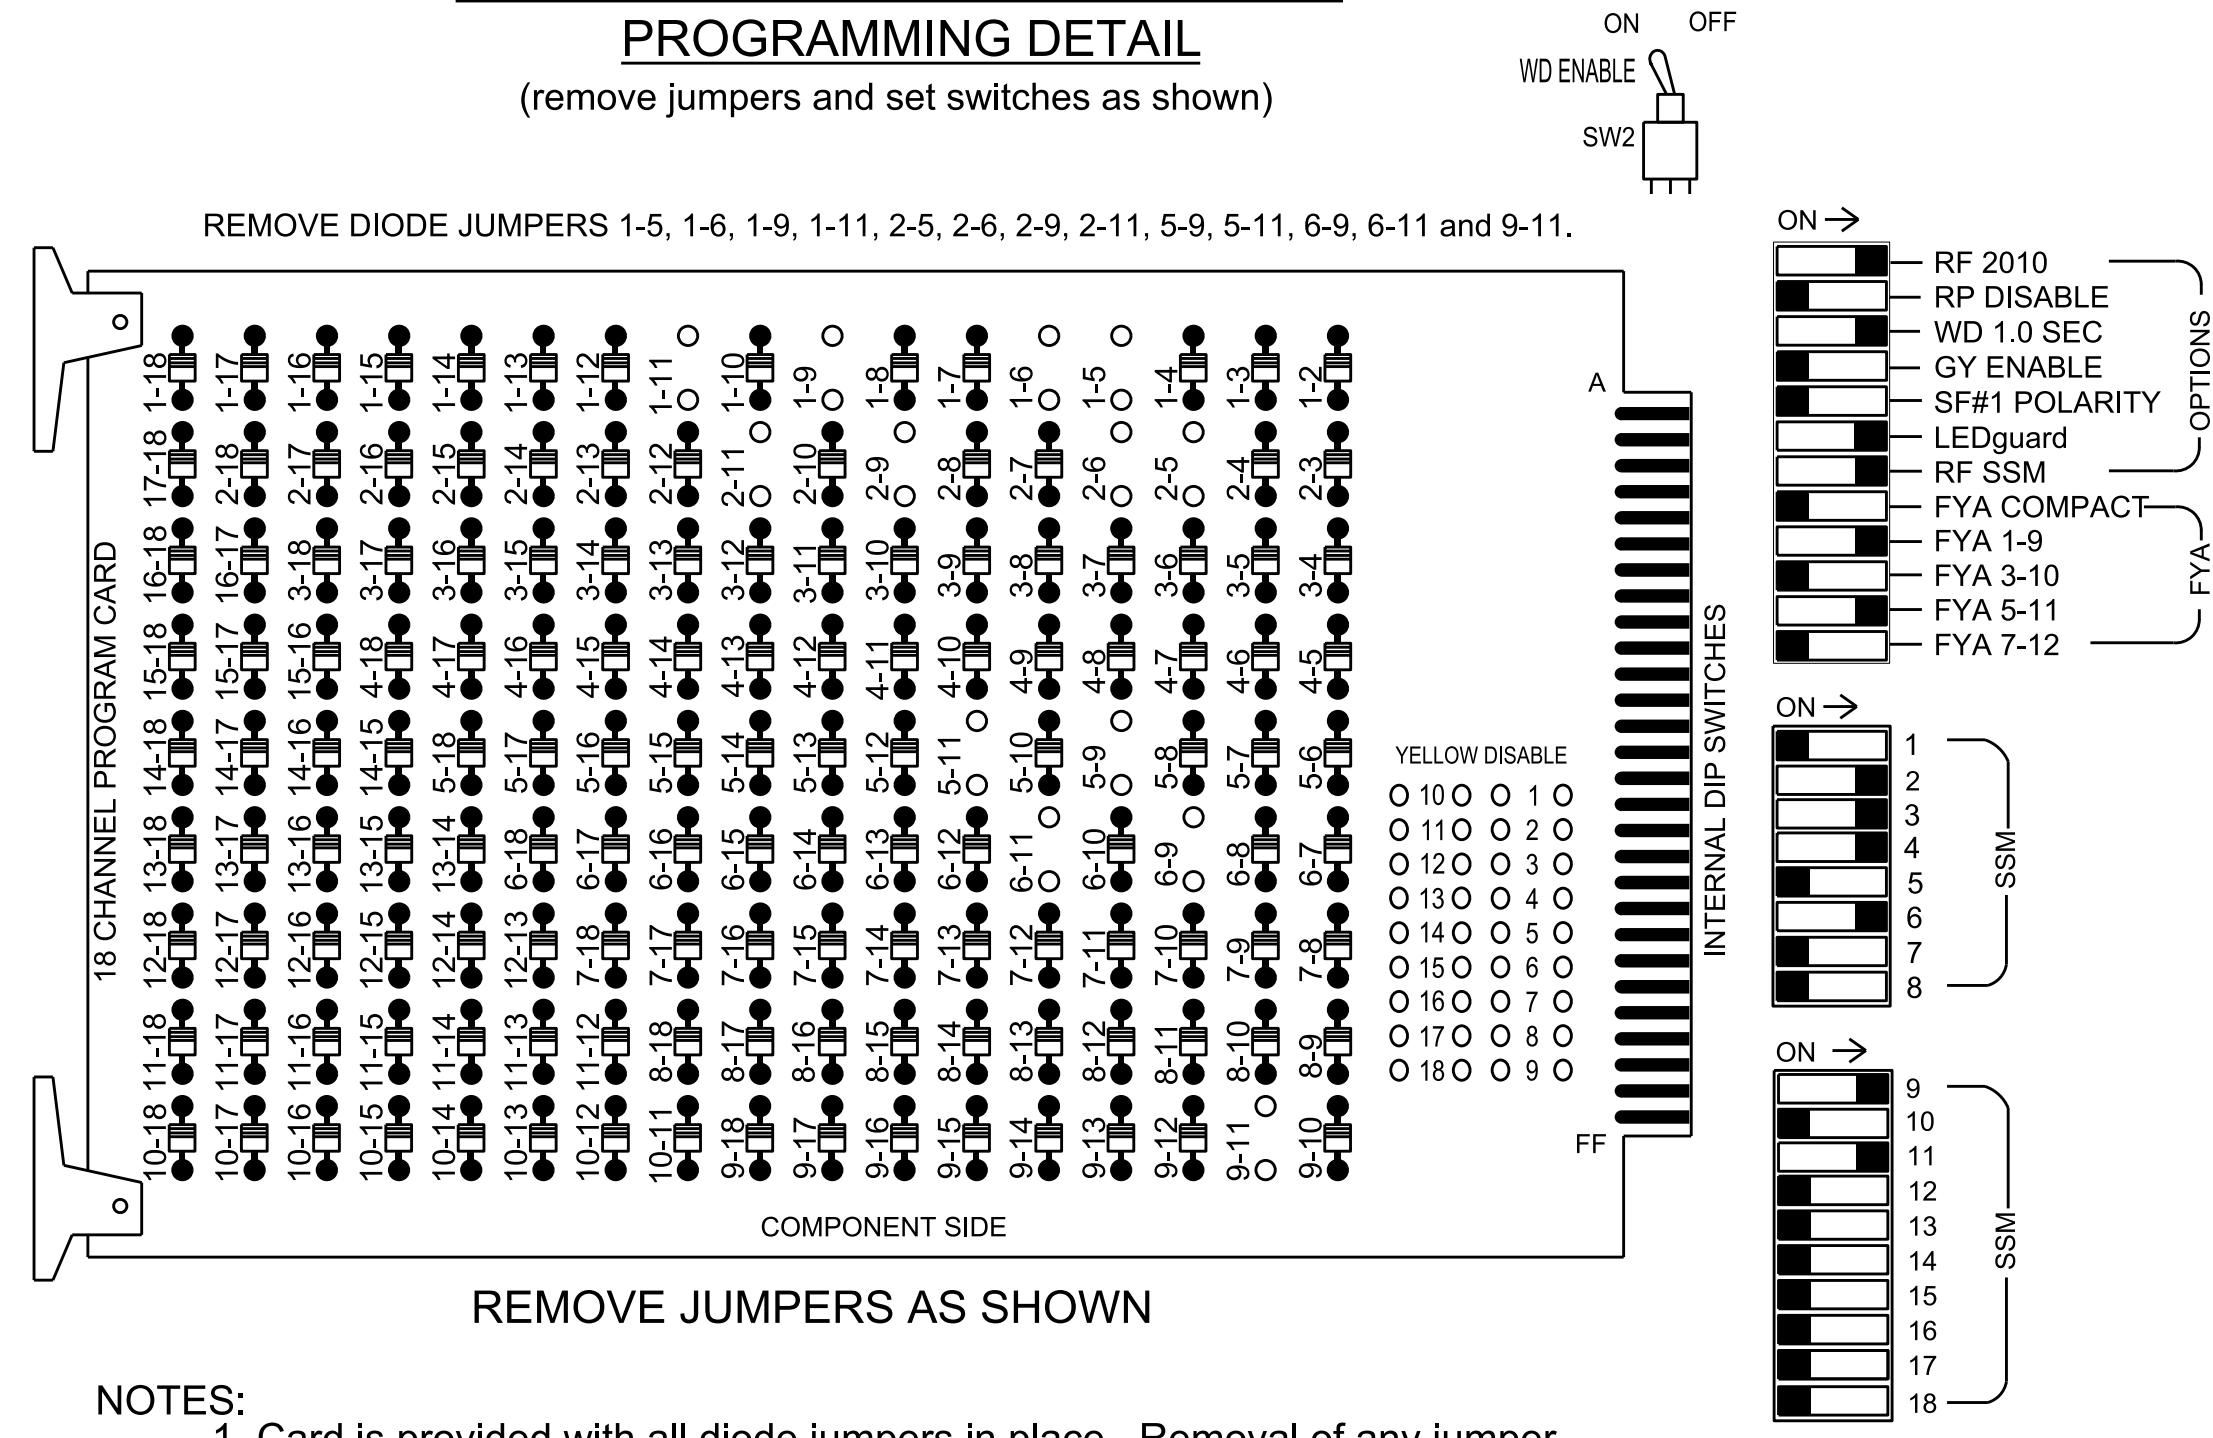 PROGRAMMING DETAIL
(remove jumpers and set switches as shown)
ON OFF
WD ENABLE
SW2
REMOVE DIODE JUMPERS 1-5, 1-6, 1-9, 1-11, 2-5, 2-6, 2-9, 2-11, 5-9, 5-11, 6-9, 6-11 and 9-11.
18 CHANNEL PROGRAM CARD
1-18 1-17 1-16 1-15 1-14 1-13 1-12 1-11 1-10 1-9 1-8 1-7 1-6 1-5 1-4 1-3 1-2
17-18 2-18 2-17 2-16 2-15 2-14 2-13 2-12 2-11 2-10 2-9 2-8 2-7 2-6 2-5 2-4 2-3
16-18 16-17 3-18 3-17 3-16 3-15 3-14 3-13 3-12 3-11 3-10 3-9 3-8 3-7 3-6 3-5 3-4
15-18 15-17 15-16 4-18 4-17 4-16 4-15 4-14 4-13 4-12 4-11 4-10 4-9 4-8 4-7 4-6 4-5
14-18 14-17 14-16 14-15 5-18 5-17 5-16 5-15 5-14 5-13 5-12 5-11 5-10 5-9 5-8 5-7 5-6
13-18 13-17 13-16 13-15 13-14 6-18 6-17 6-16 6-15 6-14 6-13 6-12 6-11 6-10 6-9 6-8 6-7
12-18 12-17 12-16 12-15 12-14 12-13 7-18 7-17 7-16 7-15 7-14 7-13 7-12 7-11 7-10 7-9 7-8
11-18 11-17 11-16 11-15 11-14 11-13 11-12 8-18 8-17 8-16 8-15 8-14 8-13 8-12 8-11 8-10 8-9
10-18 10-17 10-16 10-15 10-14 10-13 10-12 10-11 9-18 9-17 9-16 9-15 9-14 9-13 9-12 9-11 9-10
YELLOW DISABLE
10 1
11 2
12 3
13 4
14 5
15 6
16 7
17 8
18 9
A
FF
COMPONENT SIDE
INTERNAL DIP SWITCHES
ON
RF 2010
RP DISABLE
WD 1.0 SEC
GY ENABLE
SF#1 POLARITY
LEDguard
RF SSM
OPTIONS
FYA COMPACT
FYA 1-9
FYA 3-10
FYA 5-11
FYA 7-12
FYA
ON
1
2
3
4
5
6
7
8
SSM
ON
9
10
11
12
13
14
15
16
17
18
SSM
REMOVE JUMPERS AS SHOWN
NOTES:
1. Card is provided with all diode jumpers in place. Removal of any jumper